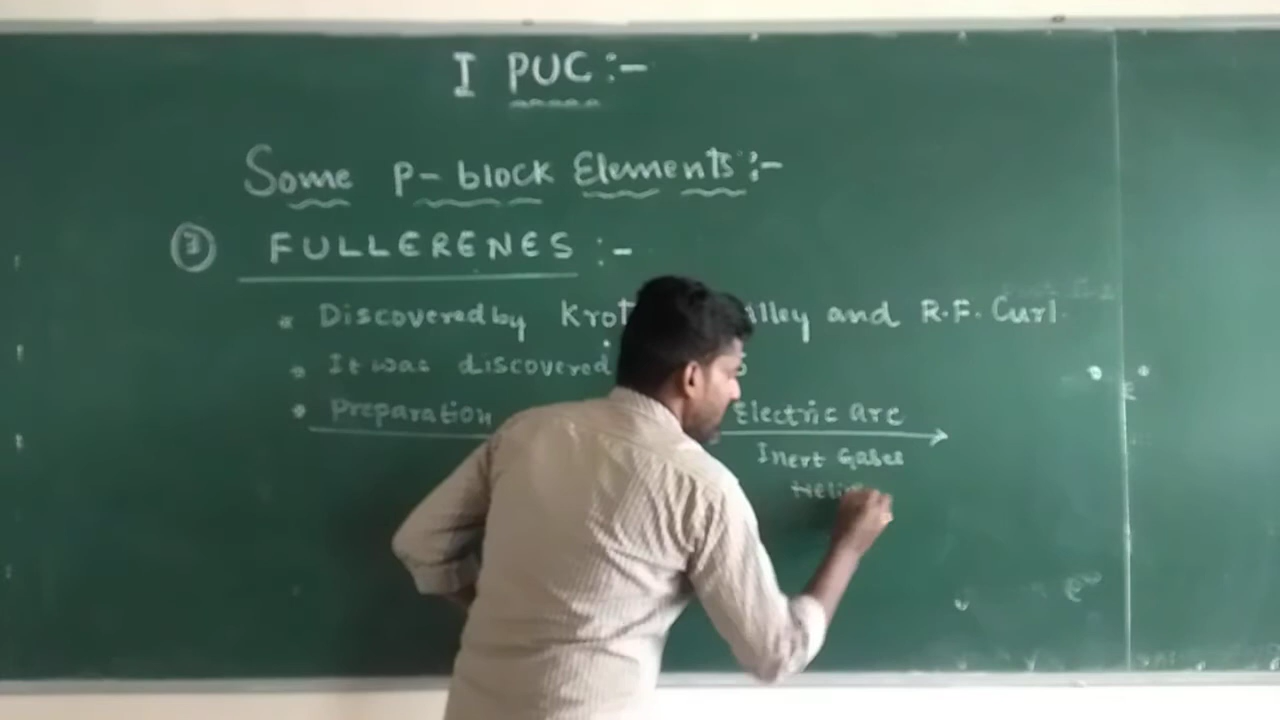 I PUC :-
Some p-block Elements :-
③ FULLERENES :-
* Discovered by Krot lley and R.F. Curl.
* It was discovered
* Preparation Electric arc
Inert Gases
Heli